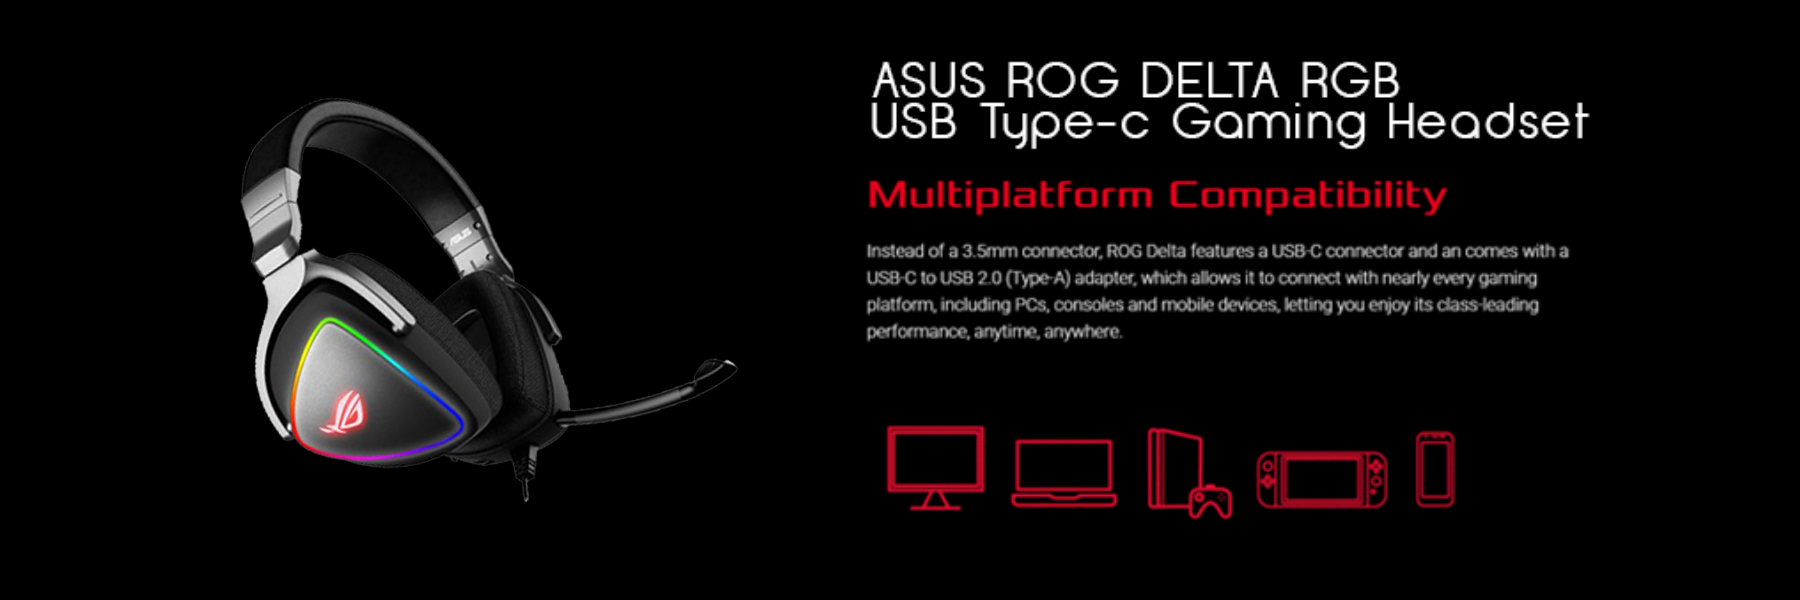 ASUS ROG DELTA RGB
USB Type-c Gaming Headset
Multiplatform Compatibility
Instead of a 3.5mm connector, ROG Delta features a USB-C connector and an comes with a
USB-C to USB 2.0 (Type-A) adapter, which allows it to connect with nearly every gaming
platform, including PCs, consoles and mobile devices, letting you enjoy its class-leading
performance, anytime, anywhere.
ASUS